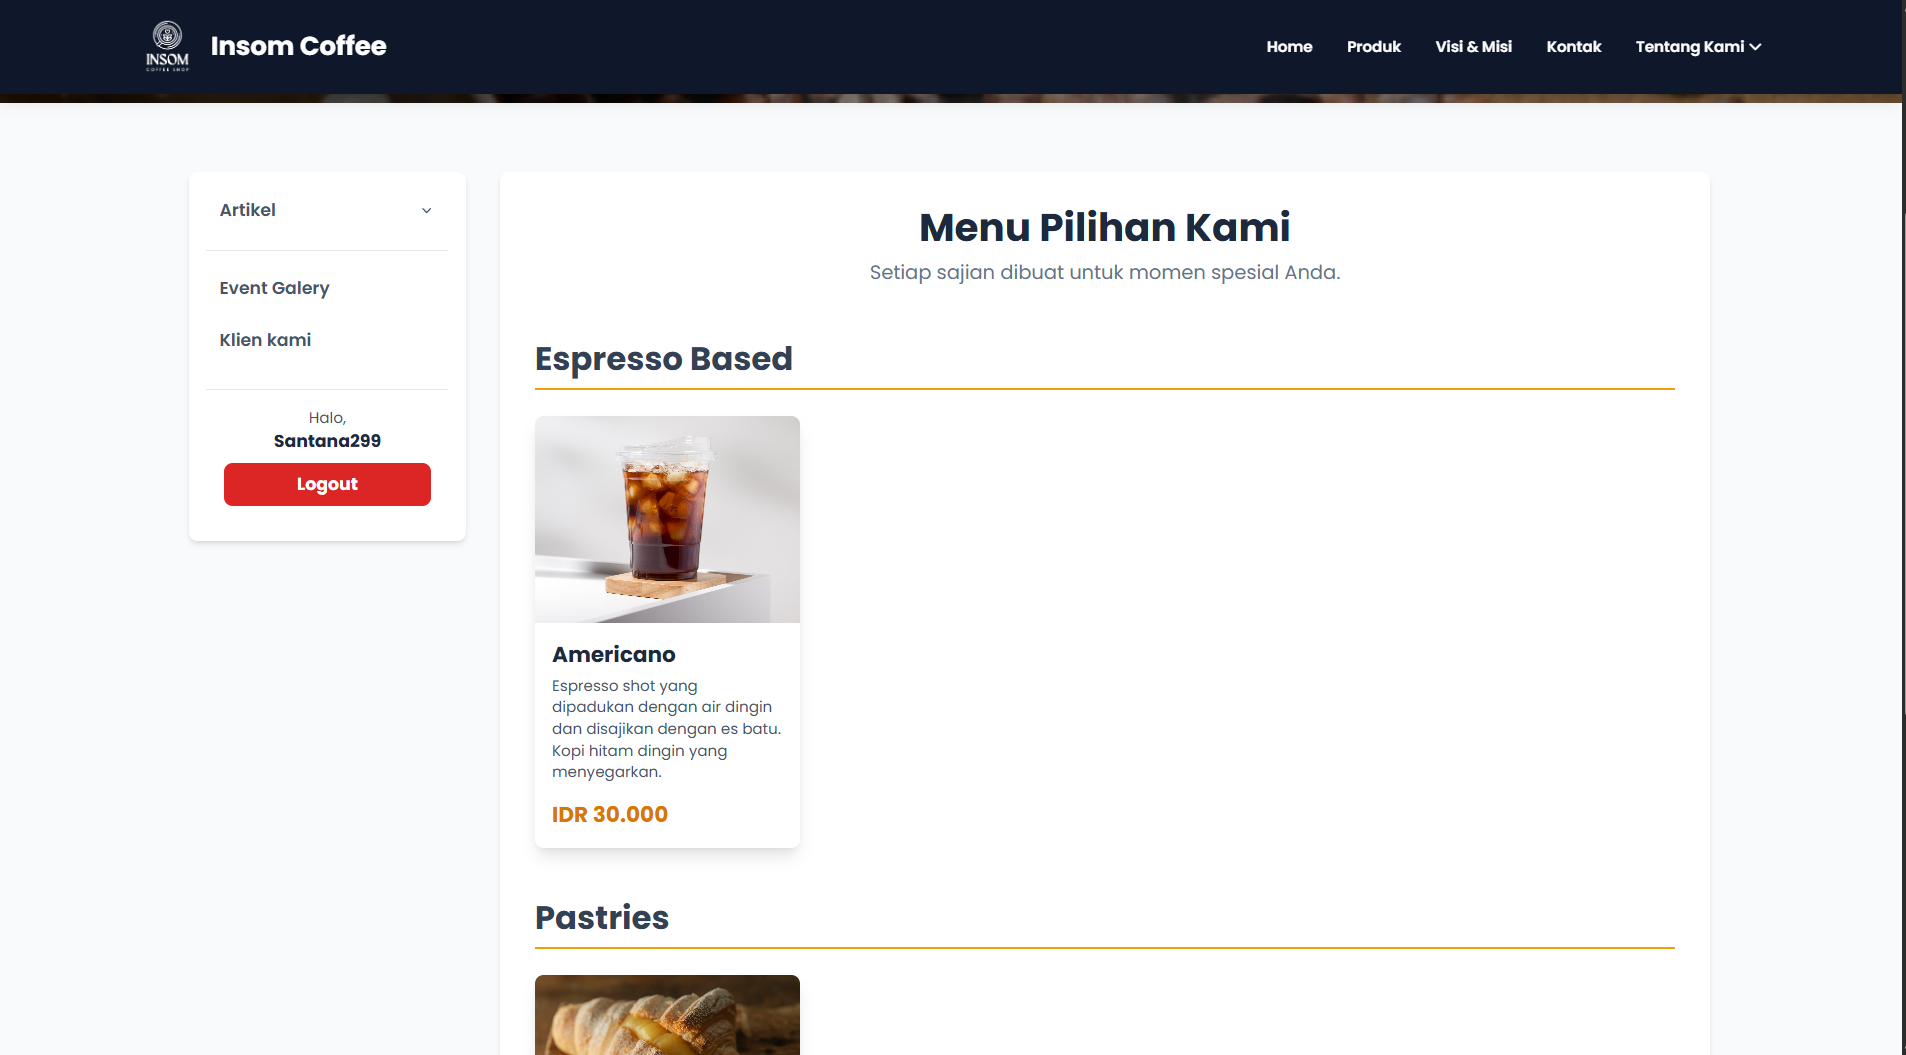 INSOM
COFFEE SHOP
Insom Coffee
Home
Produk
Visi & Misi
Kontak
Tentang Kami
Artikel
Event Galery
Klien kami
Halo,
Santana299
Logout
Menu Pilihan Kami
Setiap sajian dibuat untuk momen spesial Anda.
Espresso Based
Americano
Espresso shot yang
dipadukan dengan air dingin
dan disajikan dengan es batu.
Kopi hitam dingin yang
menyegarkan.
IDR 30.000
Pastries